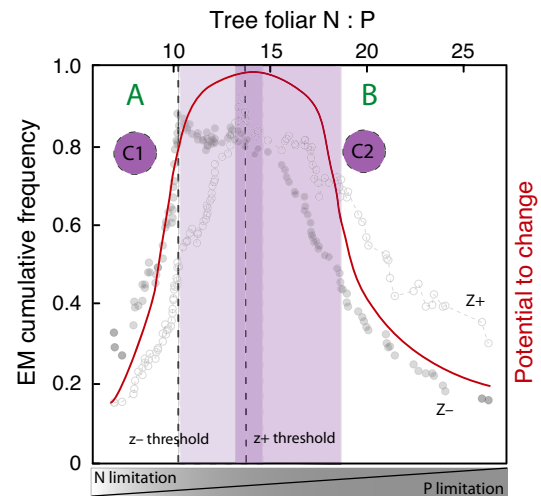 Tree foliar N : P
10 15 20 25
1.0
0.8
0.6
0.4
0.2
0
EM cumulative frequency
Potential to change
A
B
C1
C2
Z+
Z–
z– threshold
z+ threshold
N limitation
P limitation